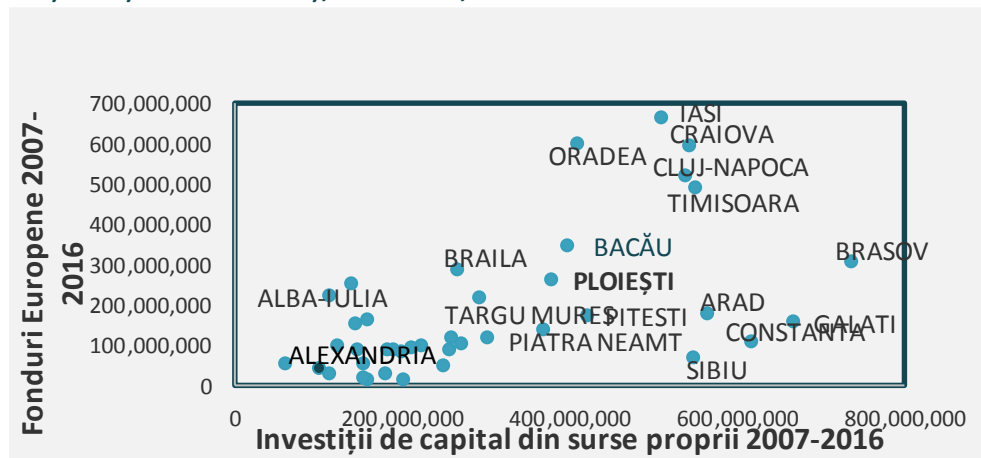 Fonduri Europene 2007-
2016
700,000,000
600,000,000
500,000,000
400,000,000
300,000,000
200,000,000
100,000,000
0
IASI
CRAIOVA
ORADEA
CLUJ-NAPOCA
TIMISOARA
BACĂU
BRASOV
BRAILA
PLOIEȘTI
ALBA-IULIA
ARAD
TARGU MURES
PITESTI
GALATI
CONSTANTA
PIATRA NEAMT
ALEXANDRIA
SIBIU
0
200,000,000
400,000,000
600,000,000
800,000,000
Investiții de capital din surse proprii 2007-2016